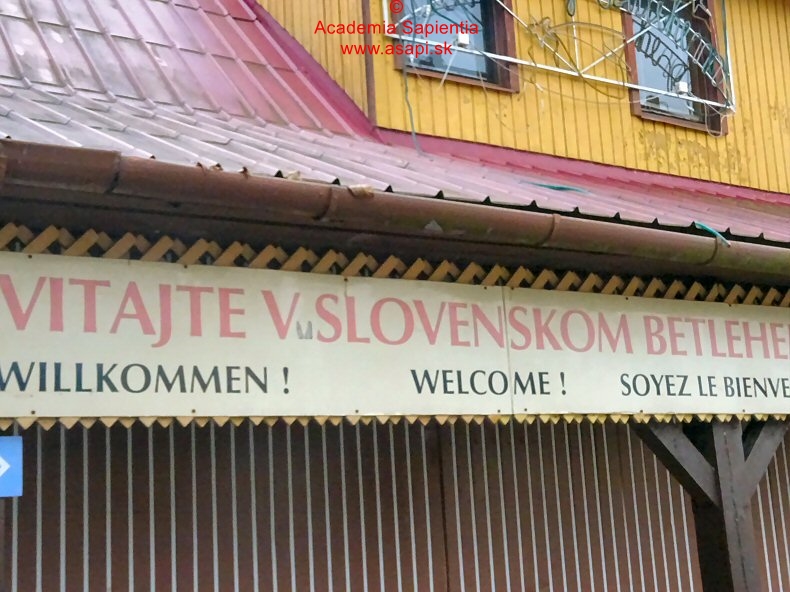 ©
Academia Sapientia
www.asapi.sk
VITAJTE V SLOVENSKOM BETLEHE
WILLKOMMEN ! WELCOME ! SOYEZ LE BIENVE